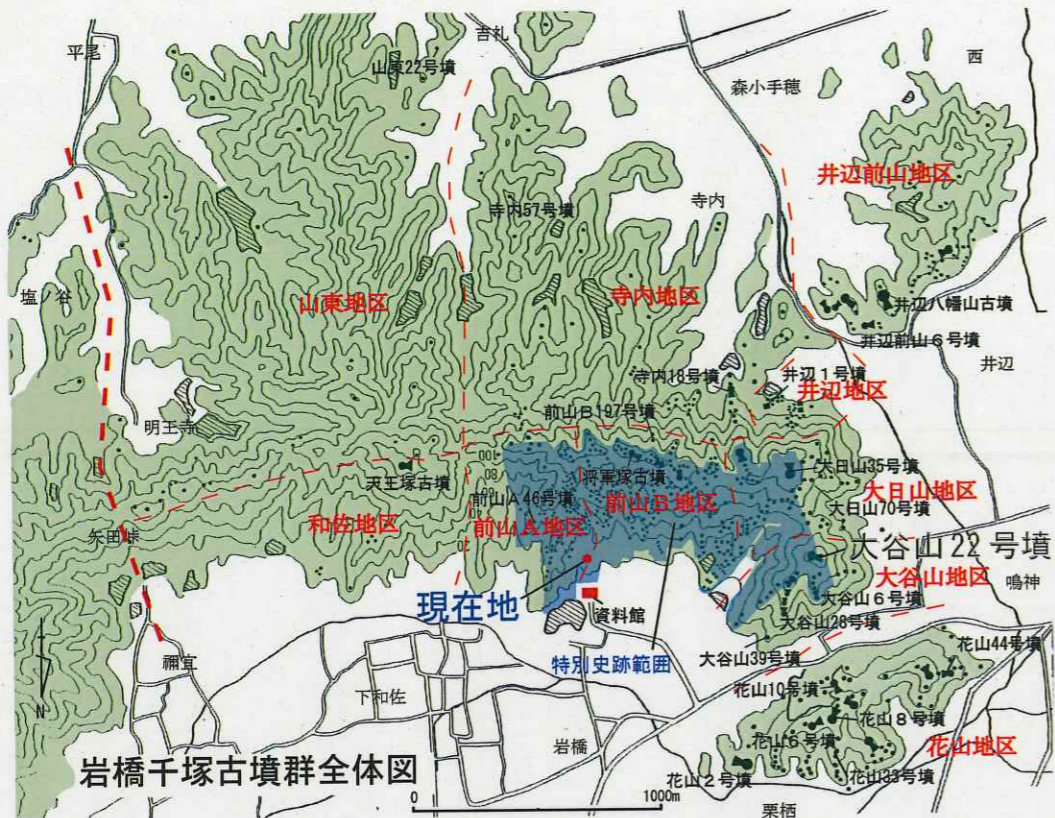 平尾
吉礼
山東22号墳
森小手穂
西
井辺前山地区
寺内57号墳
寺内
塩ノ谷
山東地区
寺内地区
井辺八幡山古墳
井辺前山6号墳
井辺
寺内18号墳
井辺1号墳
井辺地区
前山B197号墳
明王寺
100
80
天王塚古墳
将軍塚古墳
大日山35号墳
前山A46号墳
40
大日山地区
和佐地区
前山A地区
前山B地区
大日山70号墳
矢田峠
20
大谷山22号墳
大谷山地区
鳴神
現在地
資料館
大谷山6号墳
大谷山28号墳
禰宜
特別史跡範囲
大谷山39号墳
花山44号墳
下和佐
花山10号墳
N
岩橋
花山8号墳
花山6号墳
花山地区
岩橋千塚古墳群全体図
花山2号墳
花山33号墳
0
1000m
栗栖